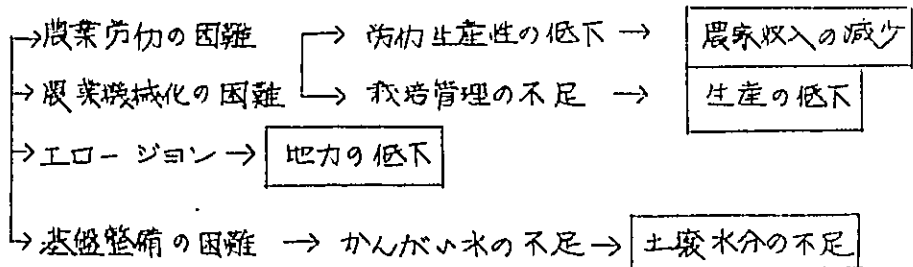 →農業労働の困難 → 労働生産性の低下 → 農家収入の減少
→農業機械化の困難 → 栽培管理の不足 → 生産の低下
→エロージョン → 地力の低下
→基盤整備の困難 → かんがい水の不足 → 土壌水分の不足